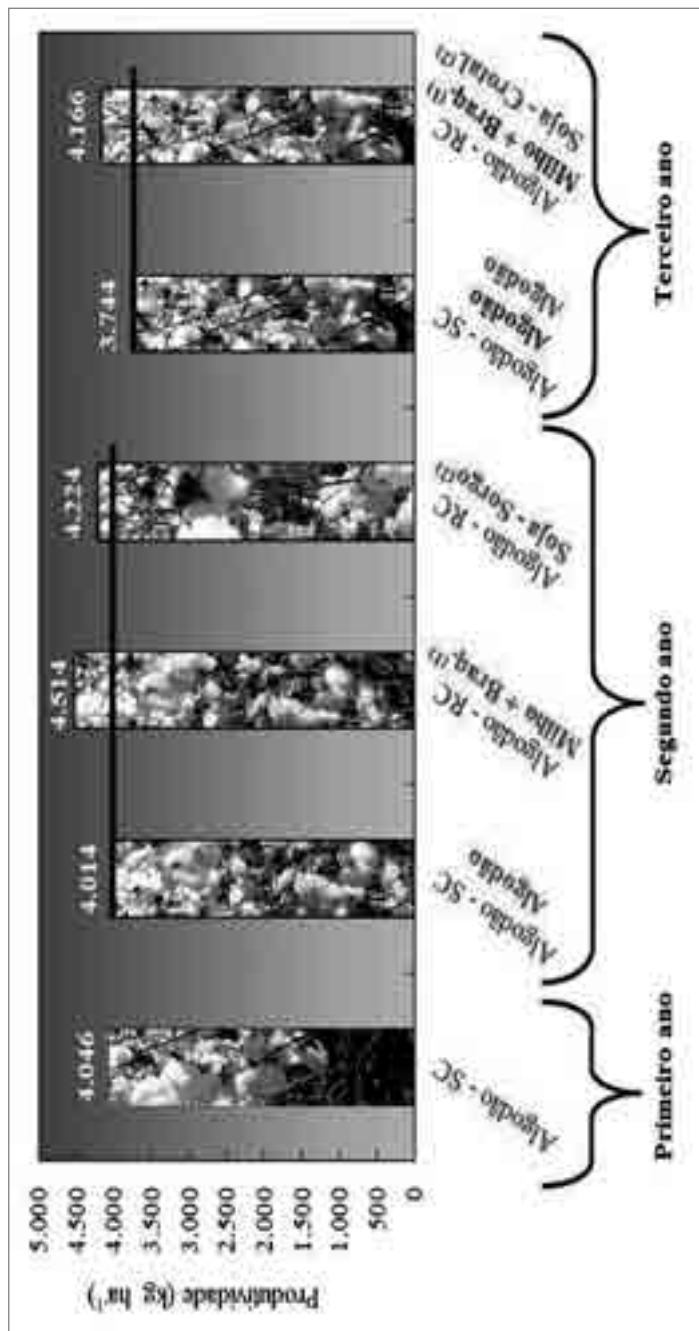 Produtividade (kg ha⁻¹)
5.000
4.500
4.000
3.500
3.000
2.500
2.000
1.500
1.000
500
0
4.046
4.014
4.514
4.224
3.744
4.166
Algodão - SC
Algodão - SC
Algodão
Algodão - RC
Milho + Braq.(1)
Algodão - RC
Soja - Sorgo(2)
Algodão - SC
Algodão
Algodão
Algodão - RC
Milho + Braq.(1)
Soja - Crotal.(2)
Primeiro ano
Segundo ano
Terceiro ano